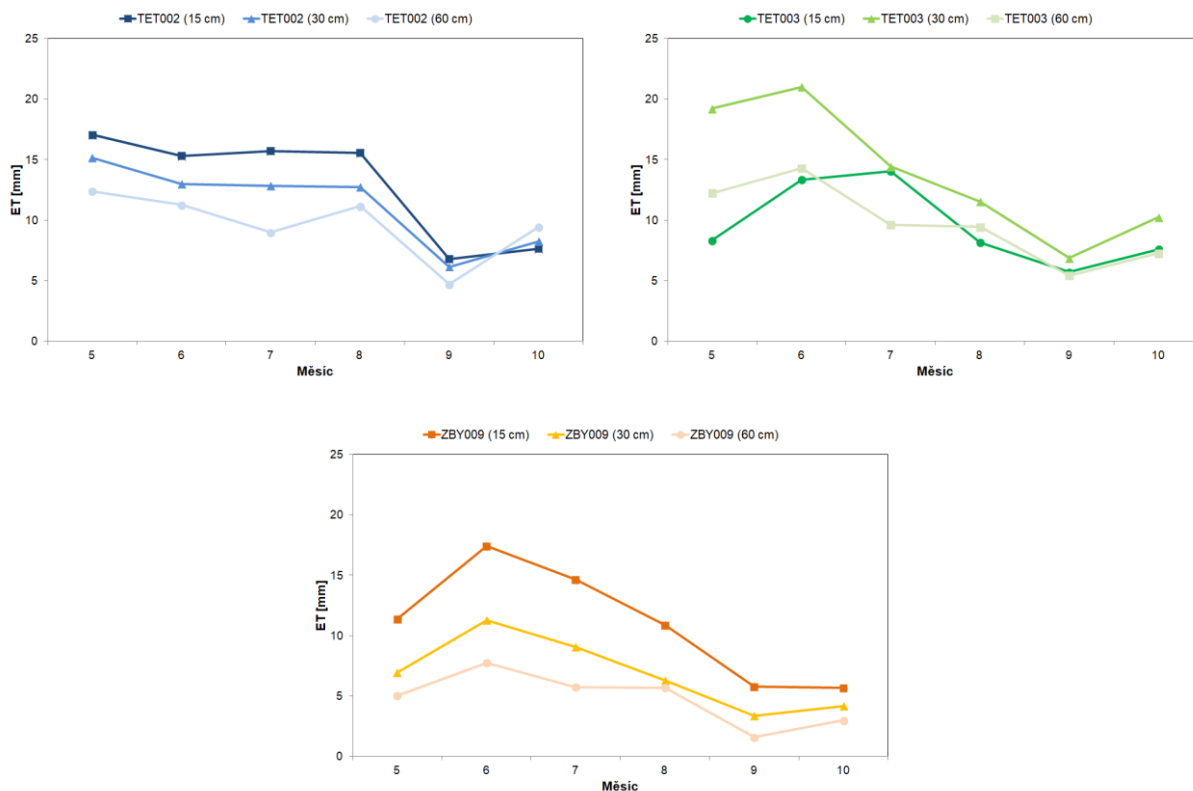 TET002 (15 cm) TET002 (30 cm) TET002 (60 cm)
25
20
15
10
5
0
ET [mm]
5 6 7 8 9 10
Měsíc
TET003 (15 cm) TET003 (30 cm) TET003 (60 cm)
25
20
15
10
5
0
ET [mm]
5 6 7 8 9 10
Měsíc
ZBY009 (15 cm) ZBY009 (30 cm) ZBY009 (60 cm)
25
20
15
10
5
0
ET [mm]
5 6 7 8 9 10
Měsíc